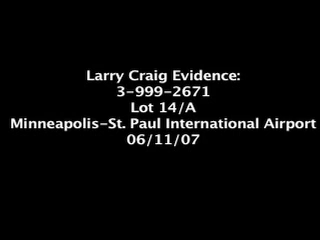 Larry Craig Evidence:
3-999-2671
Lot 14/A
Minneapolis-St. Paul International Airport
06/11/07